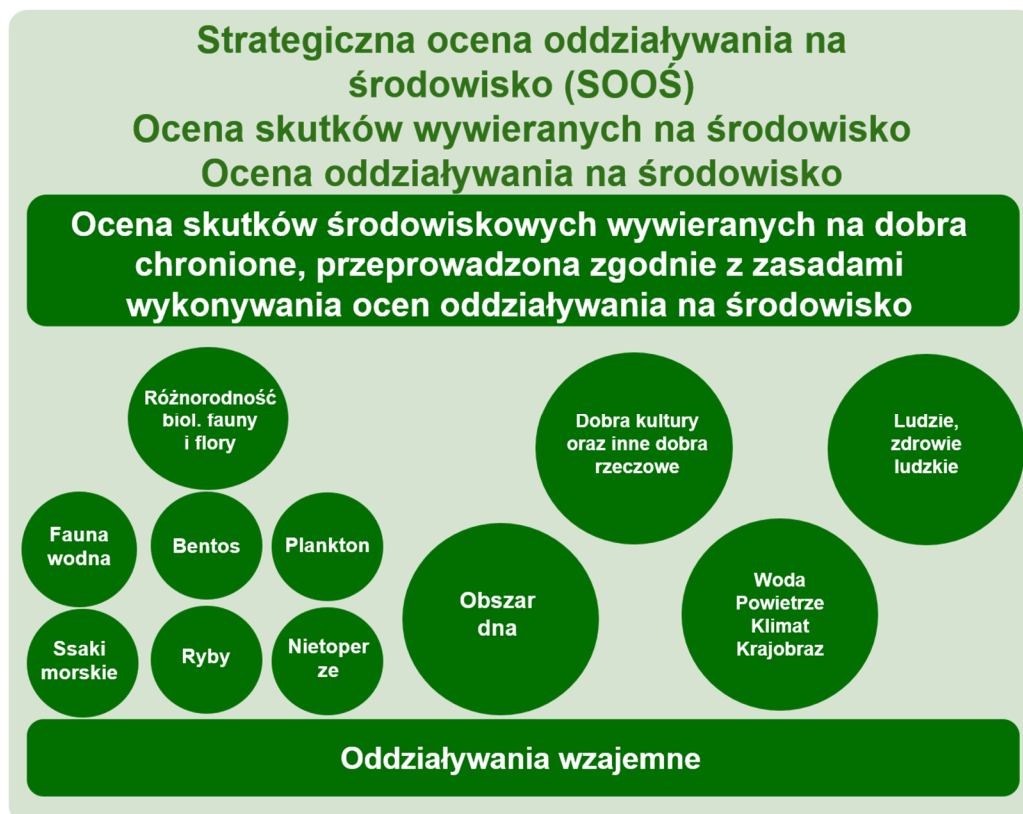 Strategiczna ocena oddziaływania na
środowisko (SOOŚ)
Ocena skutków wywieranych na środowisko
Ocena oddziaływania na środowisko
Ocena skutków środowiskowych wywieranych na dobra
chronione, przeprowadzona zgodnie z zasadami
wykonywania ocen oddziaływania na środowisko
Różnorodność
biol. fauny
i flory
Dobra kultury
oraz inne dobra
rzeczowe
Ludzie,
zdrowie
ludzkie
Fauna
wodna
Bentos
Plankton
Obszar
dna
Woda
Powietrze
Klimat
Krajobraz
Ssaki
morskie
Ryby
Nietoper
ze
Oddziaływania wzajemne